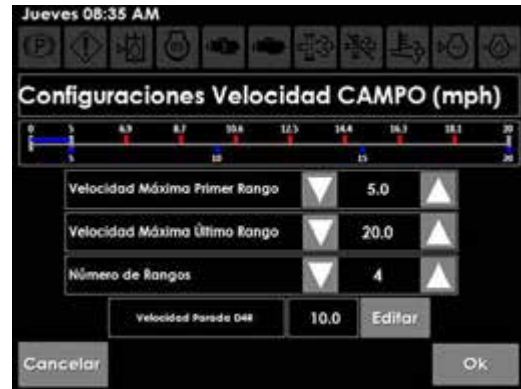 Jueves 08:35 AM
(P)
Configuraciones Velocidad CAMPO (mph)
0 5 6.9 8.7 10.6 12.5 14.4 16.3 18.1 20
5 10 15 20
Velocidad Máxima Primer Rango 5.0
Velocidad Máxima Último Rango 20.0
Número de Rangos 4
Velocidad Parada D4R 10.0 Editar
Cancelar Ok